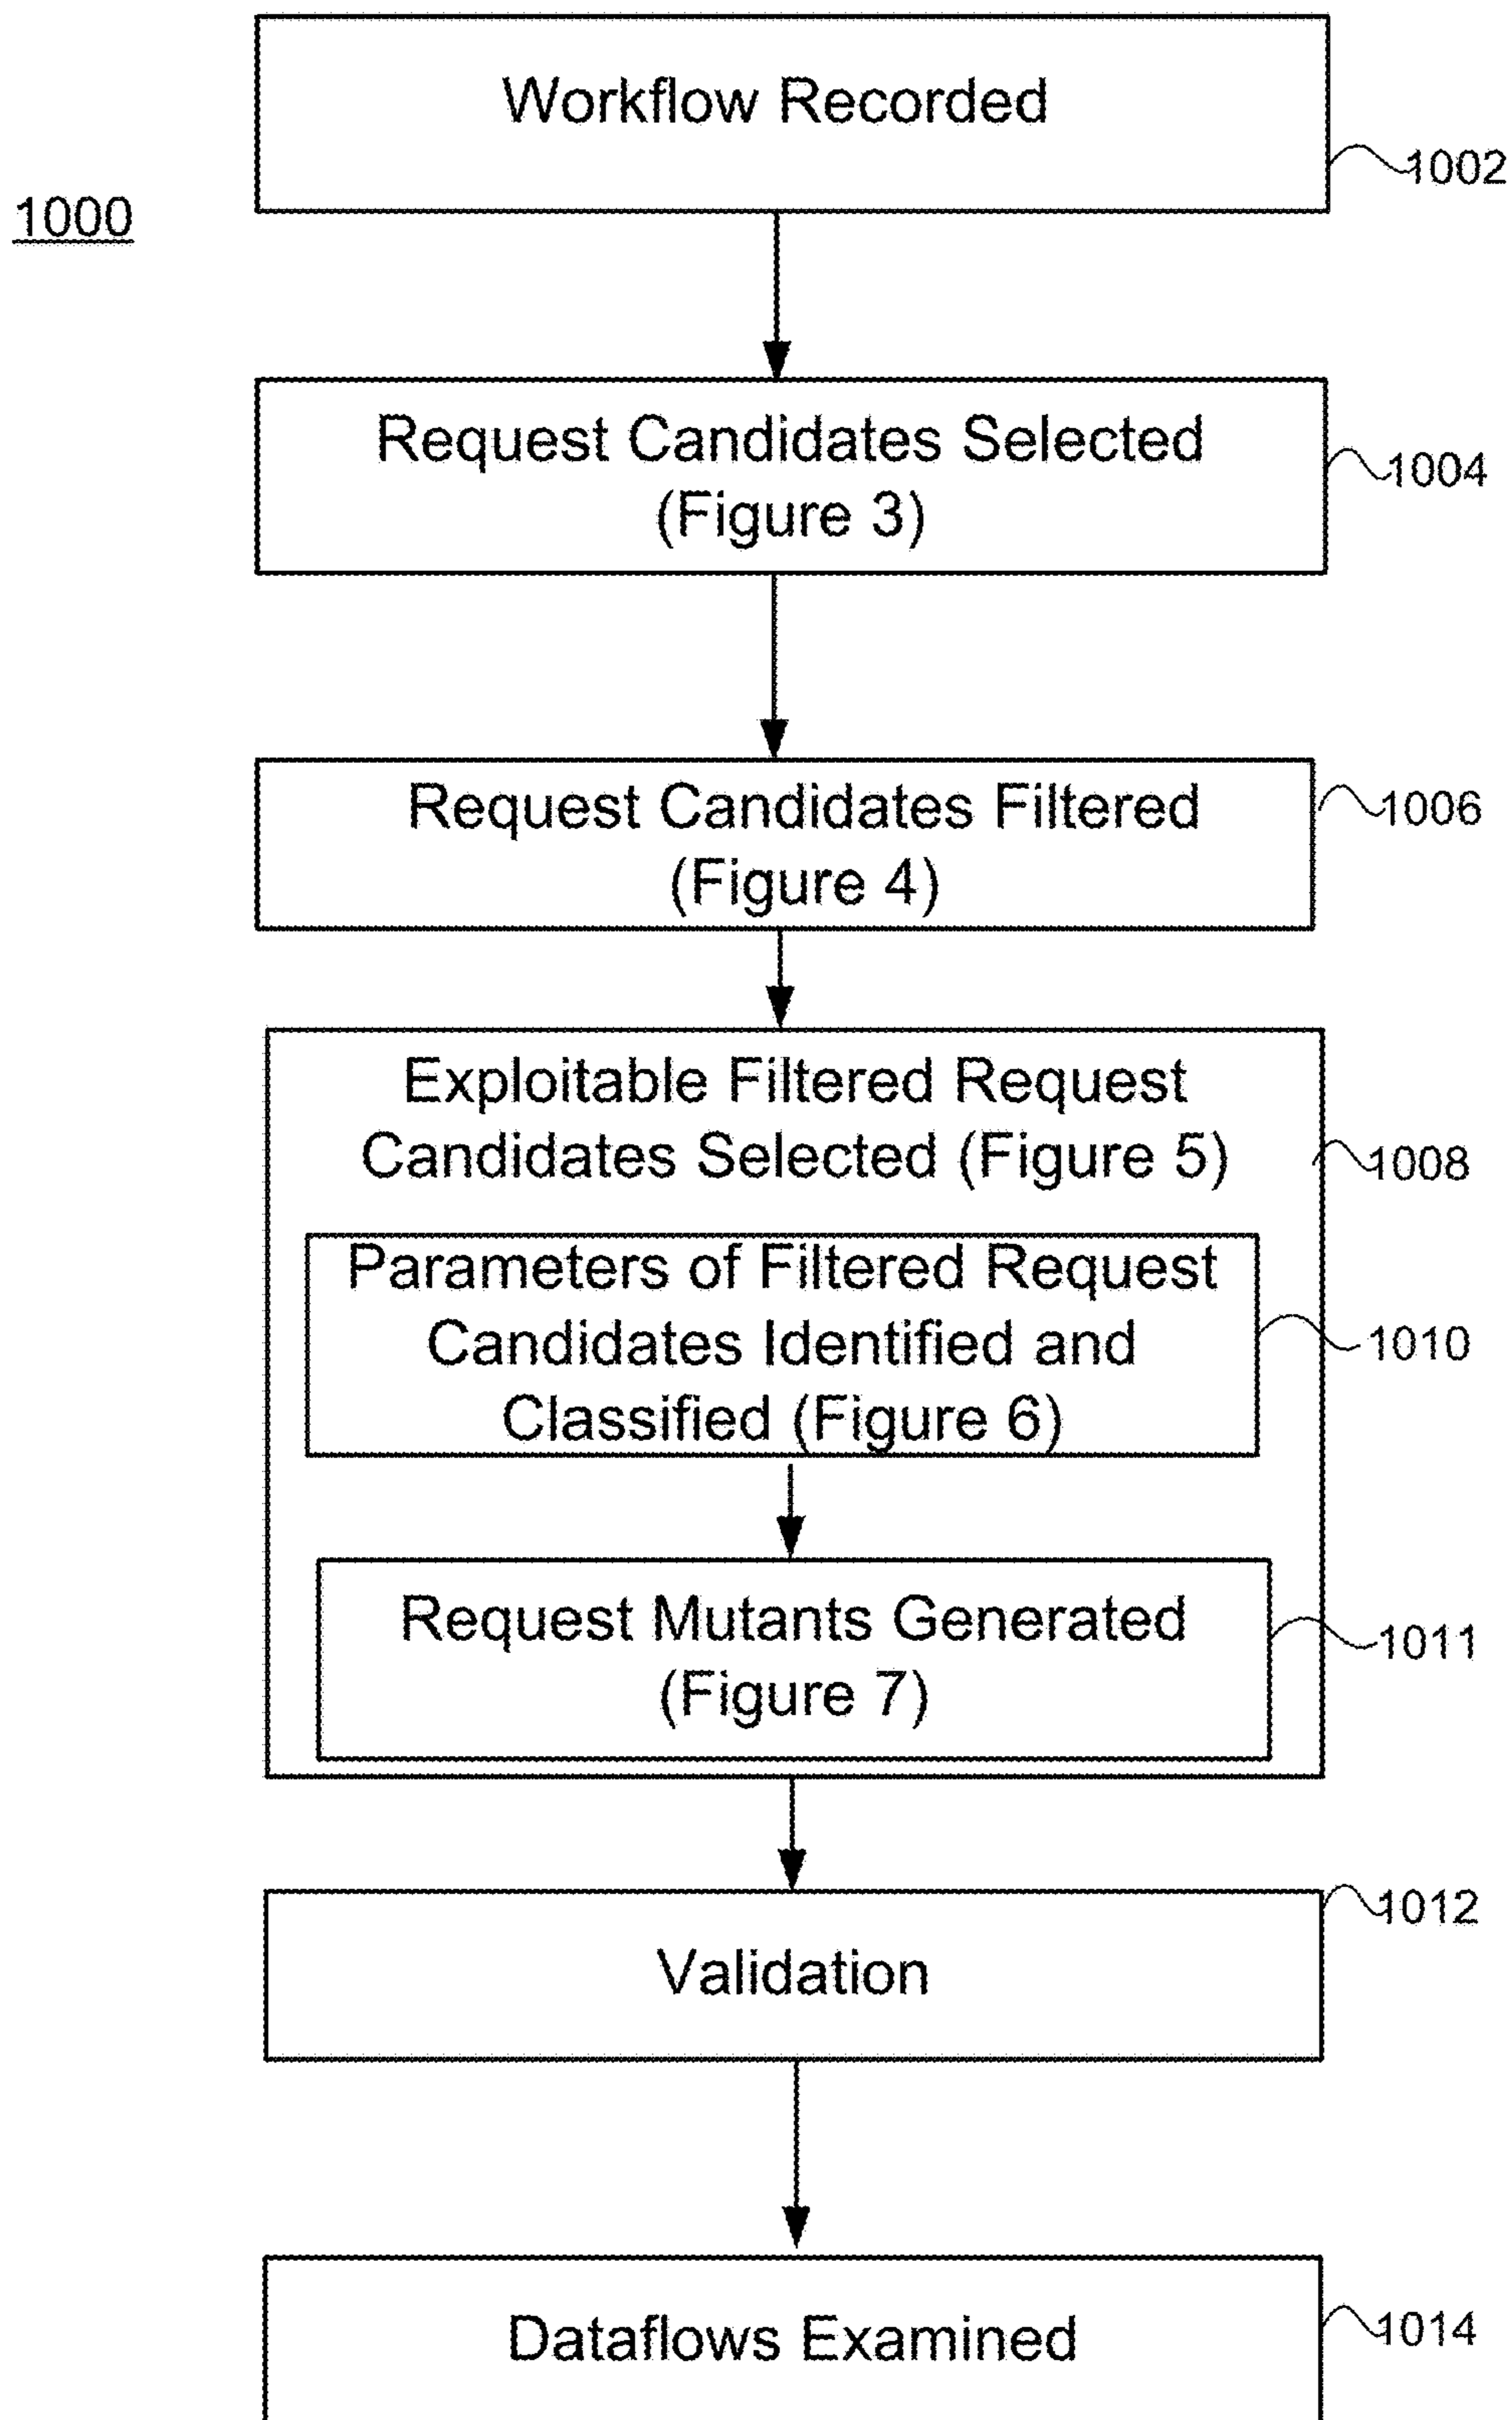 Workflow Recorded
1002
1000
Request Candidates Selected
(Figure 3)
1004
Request Candidates Filtered
(Figure 4)
1006
Exploitable Filtered Request
Candidates Selected (Figure 5)
1008
Parameters of Filtered Request
Candidates Identified and
Classified (Figure 6)
1010
Request Mutants Generated
(Figure 7)
1011
Validation
1012
Dataflows Examined
1014